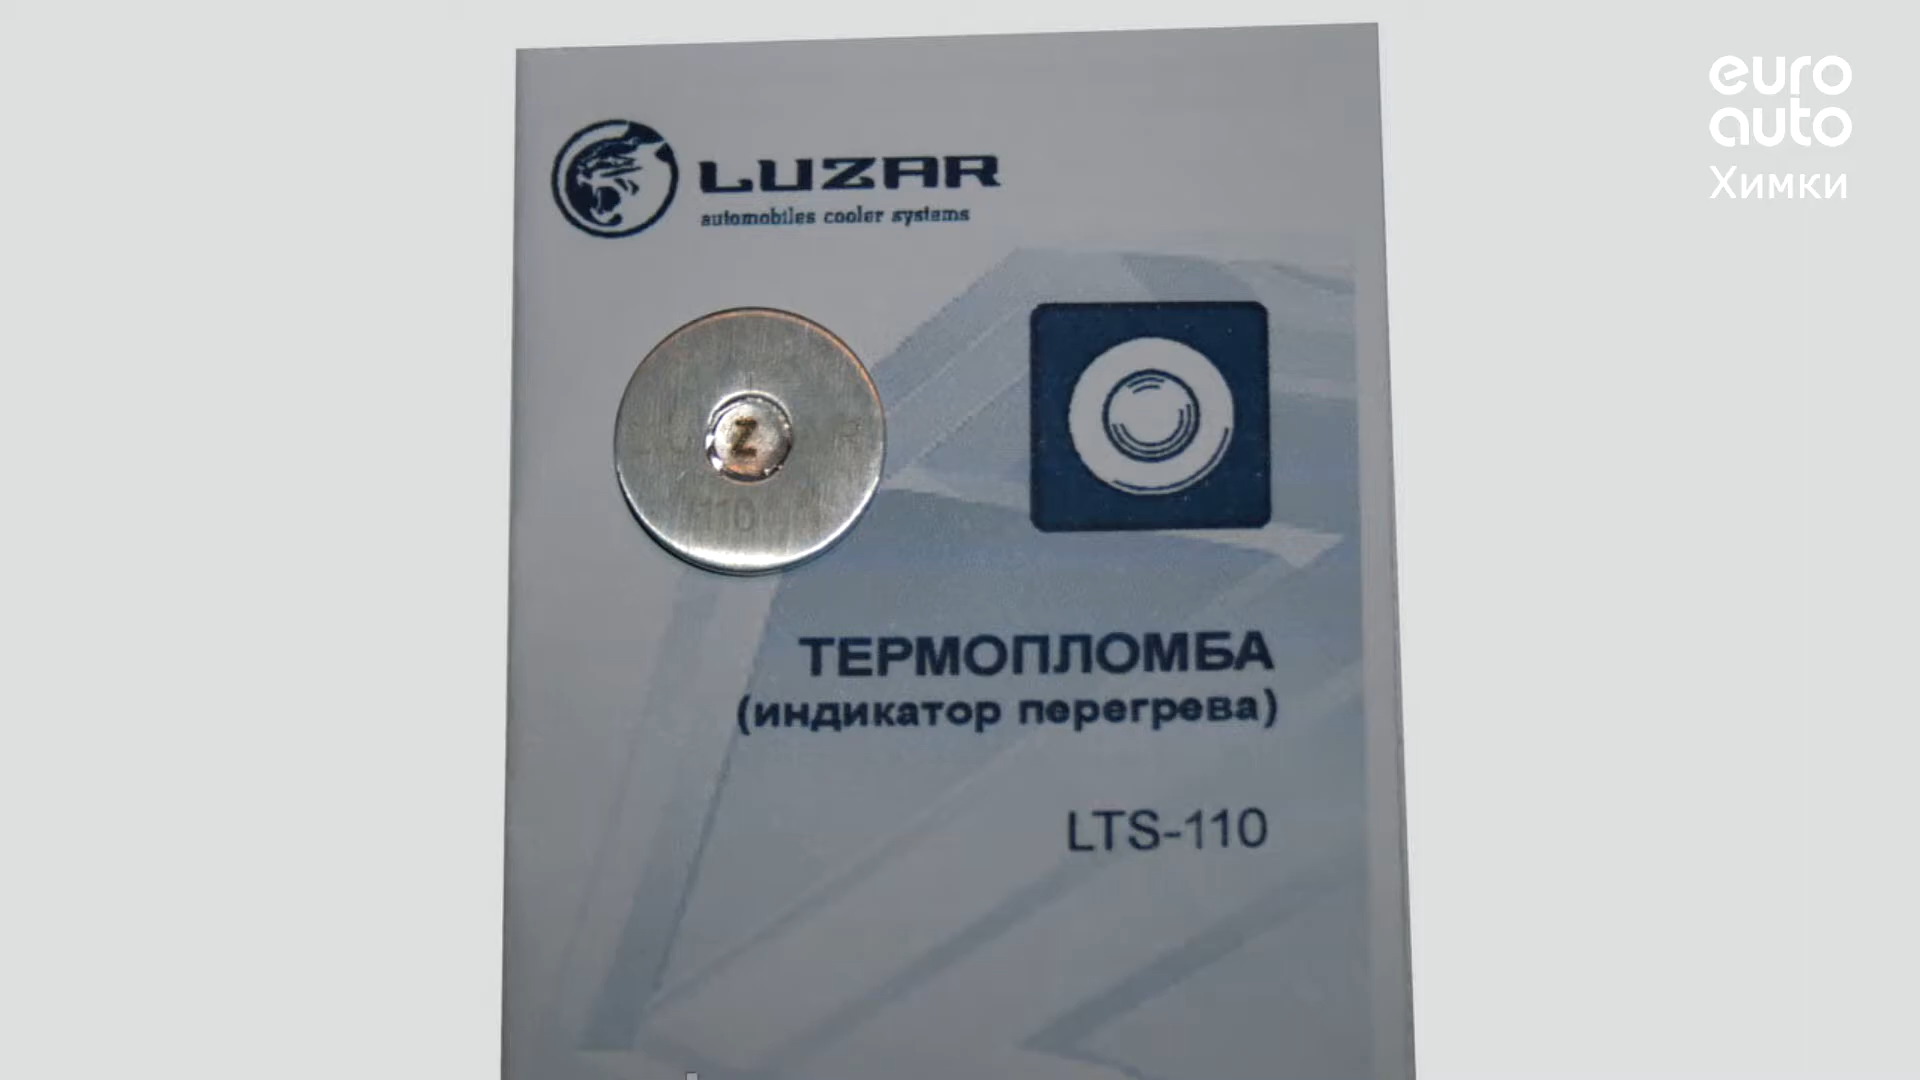 euro
auto
Химки
LUZAR
automobiles cooler systems
L
U Z A R
110
ТЕРМОПЛОМБА
(индикатор перегрева)
LTS-110